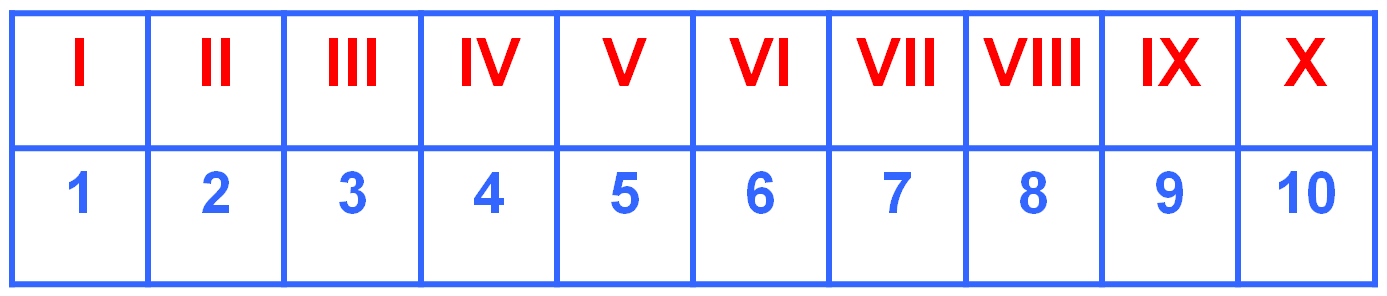 I II III IV V VI VII VIII IX X
1 2 3 4 5 6 7 8 9 10